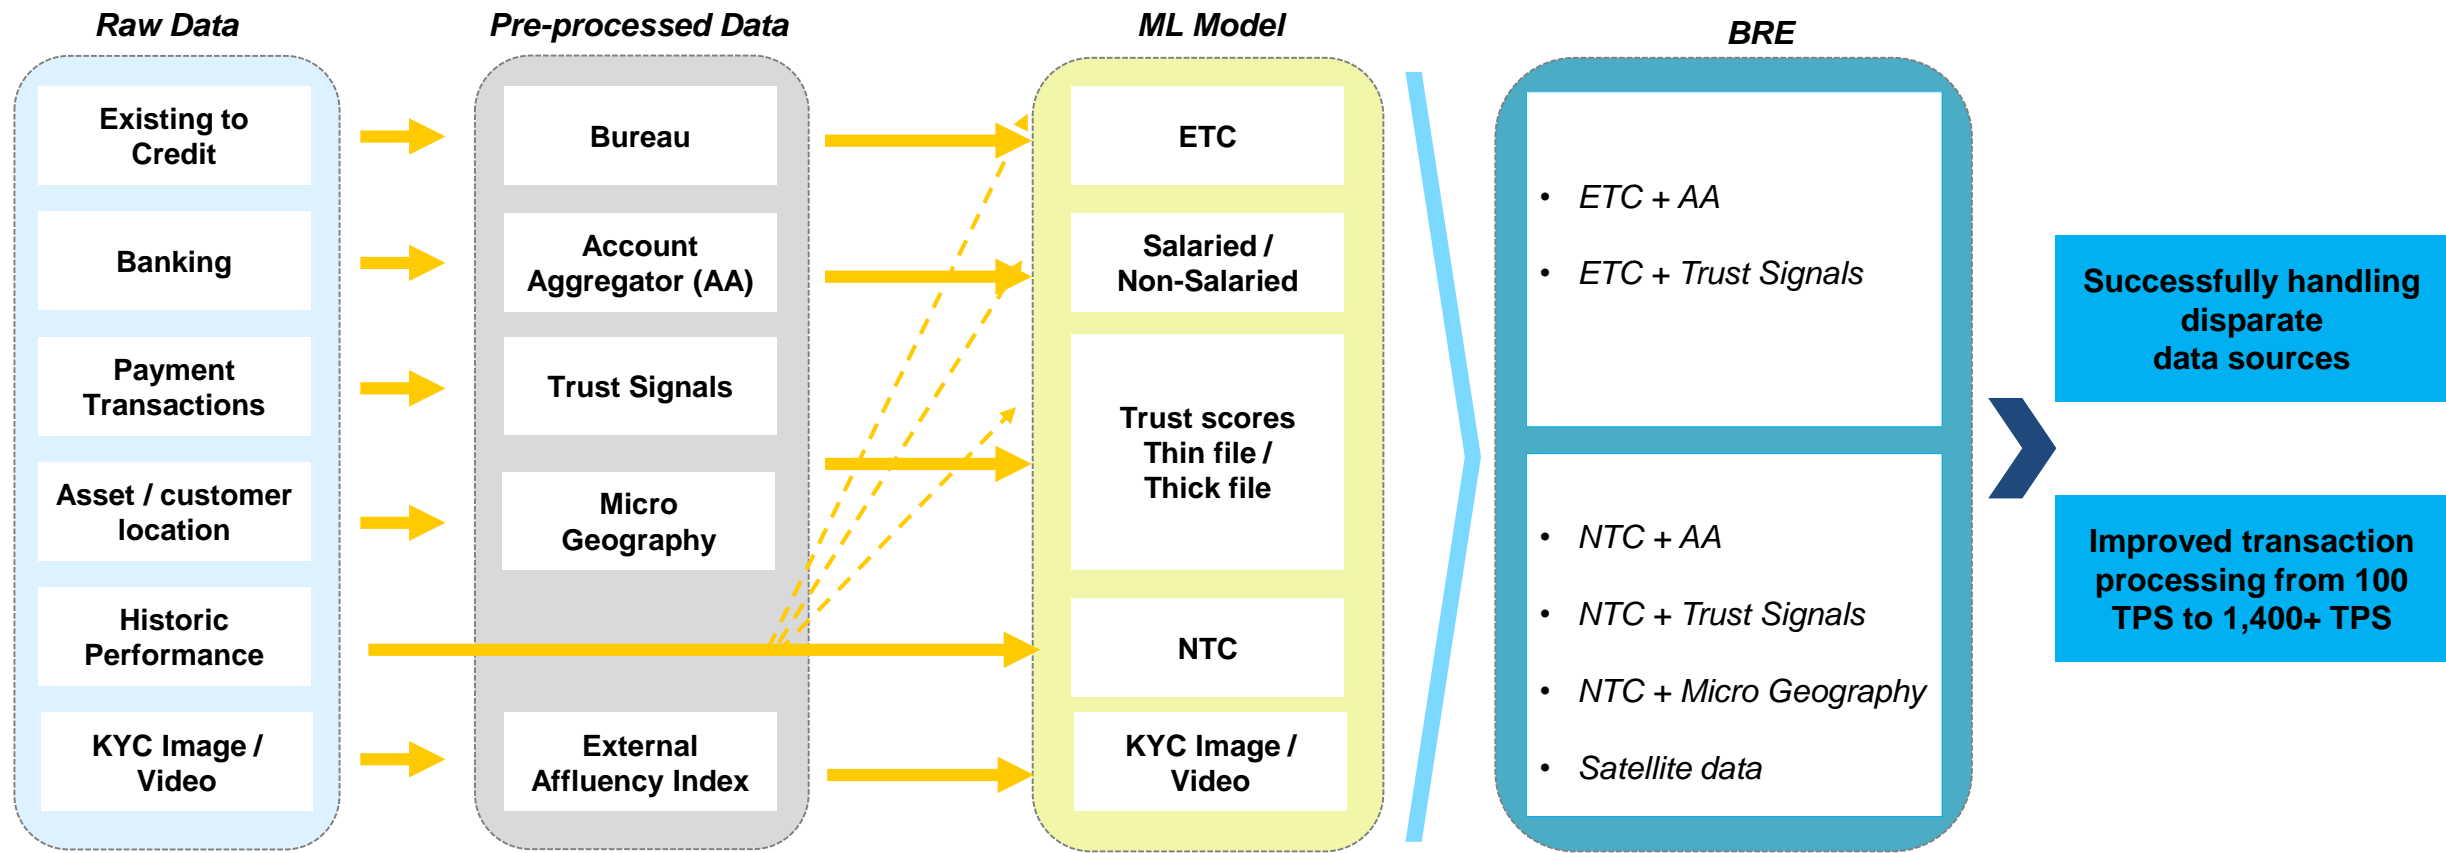 Raw Data
Existing to
Credit
Banking
Payment
Transactions
Asset / customer
location
Historic
Performance
KYC Image /
Video
Pre-processed Data
Bureau
Account
Aggregator (AA)
Trust Signals
Micro
Geography
External
Affluency Index
ML Model
ETC
Salaried /
Non-Salaried
Trust scores
Thin file /
Thick file
NTC
KYC Image /
Video
BRE
• ETC + AA
• ETC + Trust Signals
• NTC + AA
• NTC + Trust Signals
• NTC + Micro Geography
• Satellite data
Successfully handling
disparate
data sources
Improved transaction
processing from 100
TPS to 1,400+ TPS